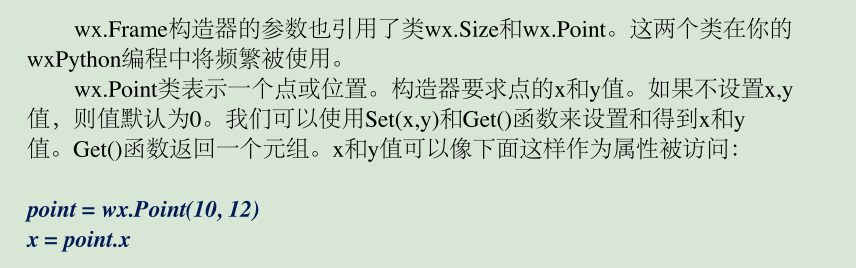 wx.Frame构造器的参数也引用了类wx.Size和wx.Point。这两个类在你的
wxPython编程中将频繁被使用。
wx.Point类表示一个点或位置。构造器要求点的x和y值。如果不设置x,y
值，则值默认为0。我们可以使用Set(x,y)和Get()函数来设置和得到x和y
值。Get()函数返回一个元组。x和y值可以像下面这样作为属性被访问：
point = wx.Point(10, 12)
x = point.x